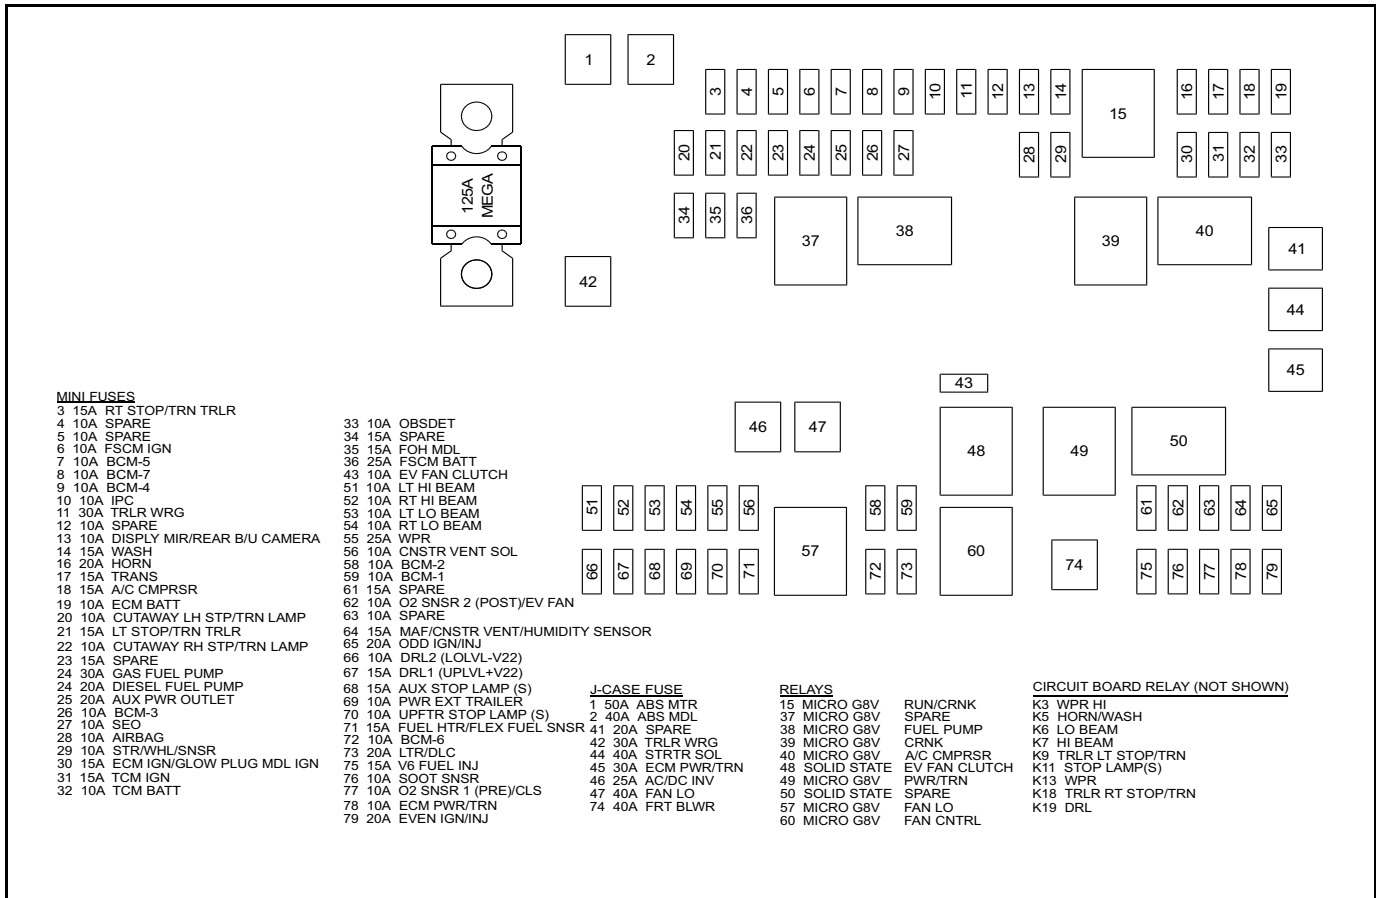 1 2
3 4 5 6 7 8 9 10 11 12 13 14 15 16 17 18 19
125A
MEGA
20 21 22 23 24 25 26 27 28 29 30 31 32 33
34 35 36 37 38 39 40 41
42
44
45
43
46 47 48 49 50
51 52 53 54 55 56 57 58 59 60 61 62 63 64 65
66 67 68 69 70 71 72 73 74 75 76 77 78 79
MINI FUSES
3 15A RT STOP/TRN TRLR
4 10A SPARE
5 10A SPARE
6 10A FSCM IGN
7 10A BCM-5
8 10A BCM-7
9 10A BCM-4
10 10A IPC
11 30A TRLR WRG
12 10A SPARE
13 10A DISPLY MIR/REAR B/U CAMERA
14 15A WASH
16 20A HORN
17 15A TRANS
18 15A A/C CMPRSR
19 10A ECM BATT
20 10A CUTAWAY LH STP/TRN LAMP
21 15A LT STOP/TRN TRLR
22 10A CUTAWAY RH STP/TRN LAMP
23 15A SPARE
24 30A GAS FUEL PUMP
24 20A DIESEL FUEL PUMP
25 20A AUX PWR OUTLET
26 10A BCM-3
27 10A SEO
28 10A AIRBAG
29 10A STR/WHL/SNSR
30 15A ECM IGN/GLOW PLUG MDL IGN
31 15A TCM IGN
32 10A TCM BATT
33 10A OBSDET
34 15A SPARE
35 15A FOH MDL
36 25A FSCM BATT
43 10A EV FAN CLUTCH
51 10A LT HI BEAM
52 10A RT HI BEAM
53 10A LT LO BEAM
54 10A RT LO BEAM
55 25A WPR
56 10A CNSTR VENT SOL
58 10A BCM-2
59 10A BCM-1
61 15A SPARE
62 10A O2 SNSR 2 (POST)/EV FAN
63 10A SPARE
64 15A MAF/CNSTR VENT/HUMIDITY SENSOR
65 20A ODD IGN/INJ
66 10A DRL2 (LOLVL-V22)
67 15A DRL1 (UPLVL+V22)
68 15A AUX STOP LAMP (S)
69 10A PWR EXT TRAILER
70 10A UPFTR STOP LAMP (S)
71 15A FUEL HTR/FLEX FUEL SNSR
72 10A BCM-6
73 20A LTR/DLC
75 15A V6 FUEL INJ
76 10A SOOT SNSR
77 10A O2 SNSR 1 (PRE)/CLS
78 10A ECM PWR/TRN
79 20A EVEN IGN/INJ
J-CASE FUSE
1 50A ABS MTR
2 40A ABS MDL
41 20A SPARE
42 30A TRLR WRG
44 40A STRTR SOL
45 30A ECM PWR/TRN
46 25A AC/DC INV
47 40A FAN LO
74 40A FRT BLWR
RELAYS
15 MICRO G8V RUN/CRNK
37 MICRO G8V SPARE
38 MICRO G8V FUEL PUMP
39 MICRO G8V CRNK
40 MICRO G8V A/C CMPRSR
48 SOLID STATE EV FAN CLUTCH
49 MICRO G8V PWR/TRN
50 SOLID STATE SPARE
57 MICRO G8V FAN LO
60 MICRO G8V FAN CNTRL
CIRCUIT BOARD RELAY (NOT SHOWN)
K3 WPR HI
K5 HORN/WASH
K6 LO BEAM
K7 HI BEAM
K9 TRLR LT STOP/TRN
K11 STOP LAMP(S)
K13 WPR
K18 TRLR RT STOP/TRN
K19 DRL